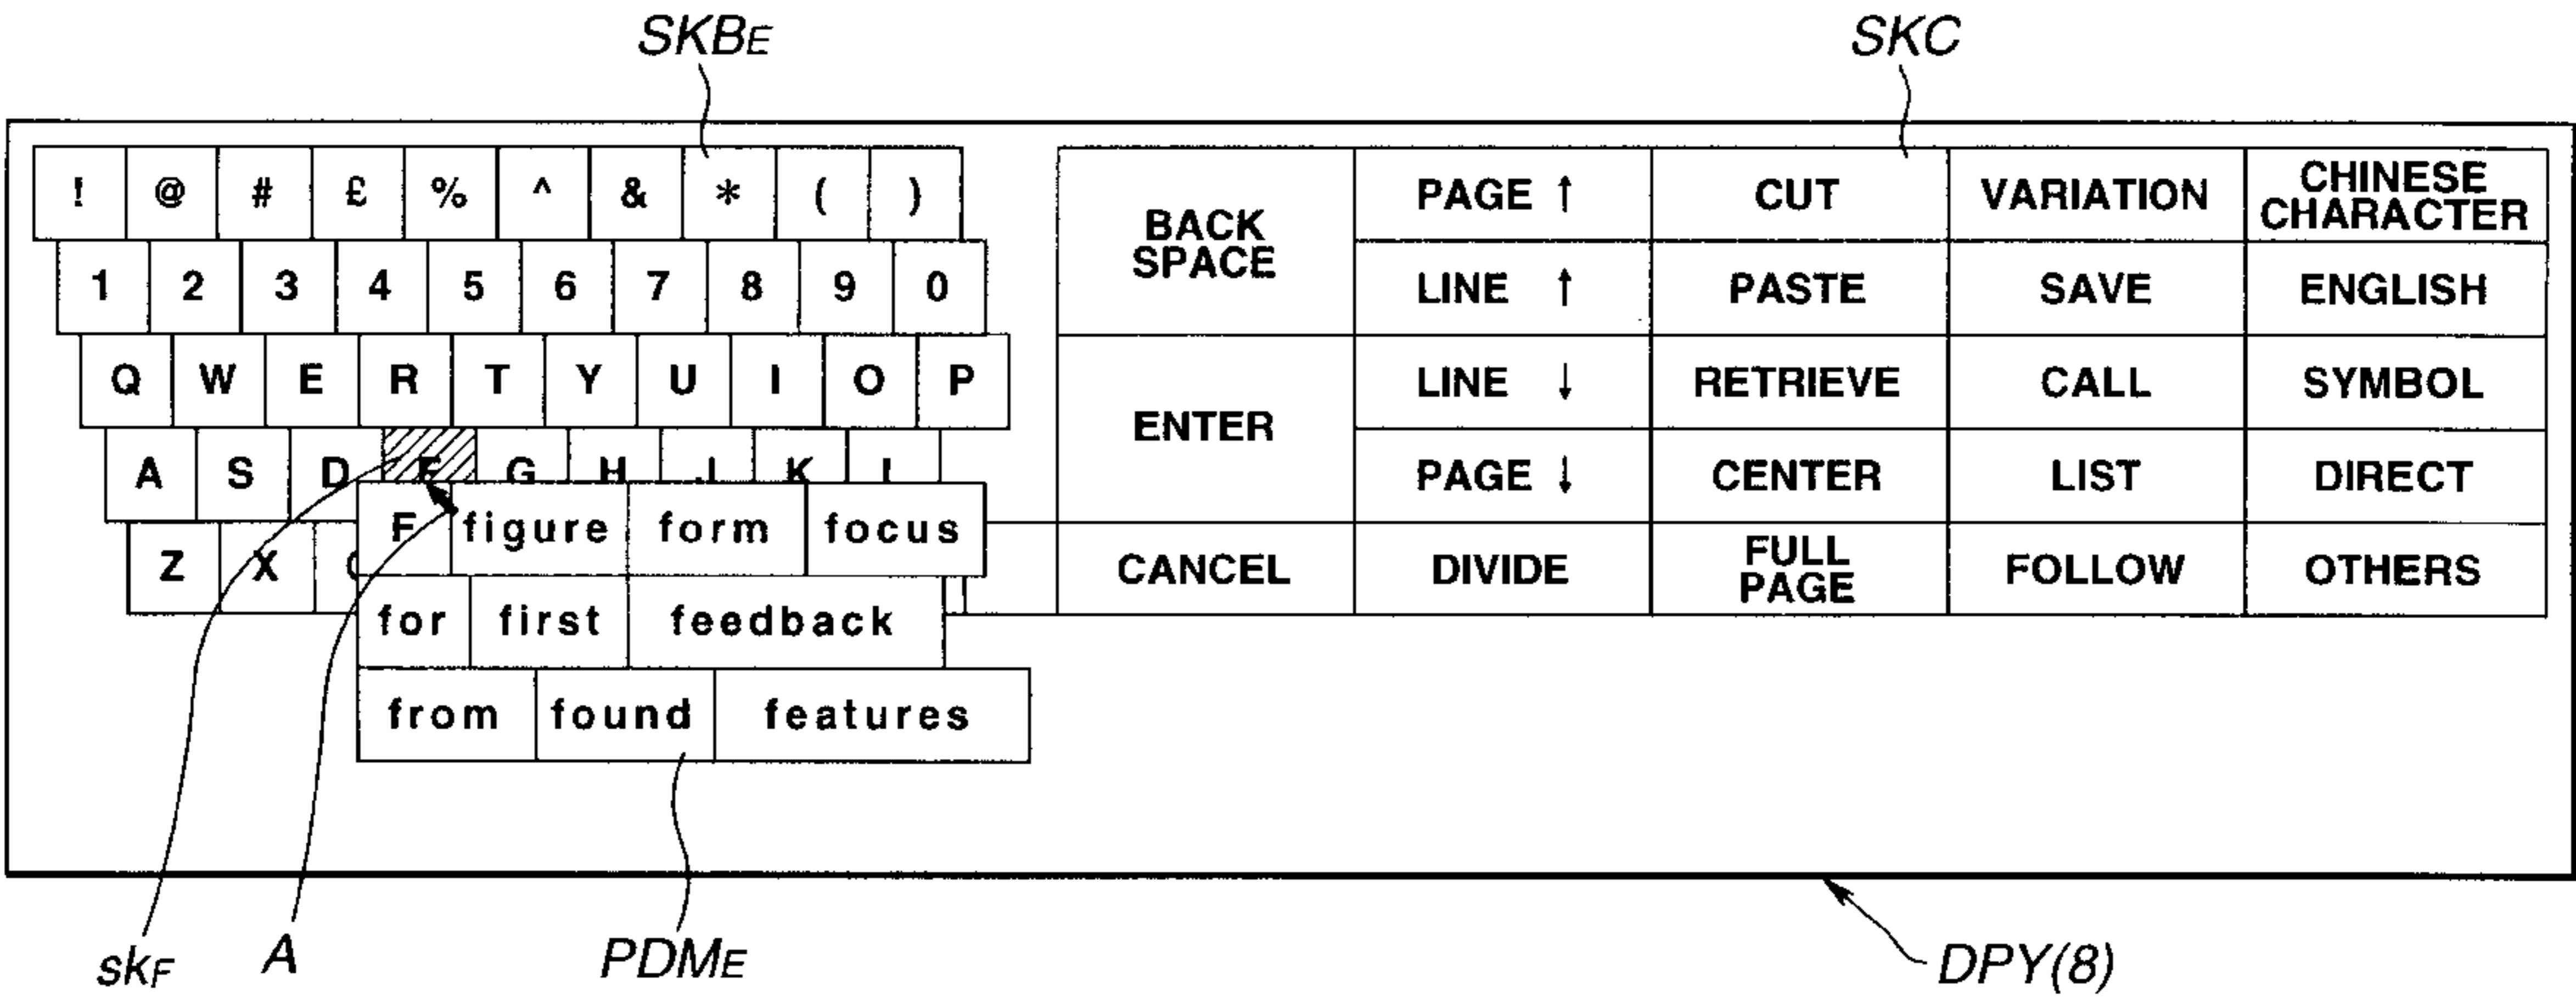 SKBE SKC
! @ # £ % ^ & * ( )
1 2 3 4 5 6 7 8 9 0
Q W E R T Y U I O P
A S D F G H J K L
Z X C
F figure form focus
for first feedback
from found features
BACK SPACE
ENTER
CANCEL
PAGE ↑ CUT VARIATION CHINESE CHARACTER
LINE ↑ PASTE SAVE ENGLISH
LINE ↓ RETRIEVE CALL SYMBOL
PAGE ↓ CENTER LIST DIRECT
DIVIDE FULL PAGE FOLLOW OTHERS
skF A PDME DPY(8)